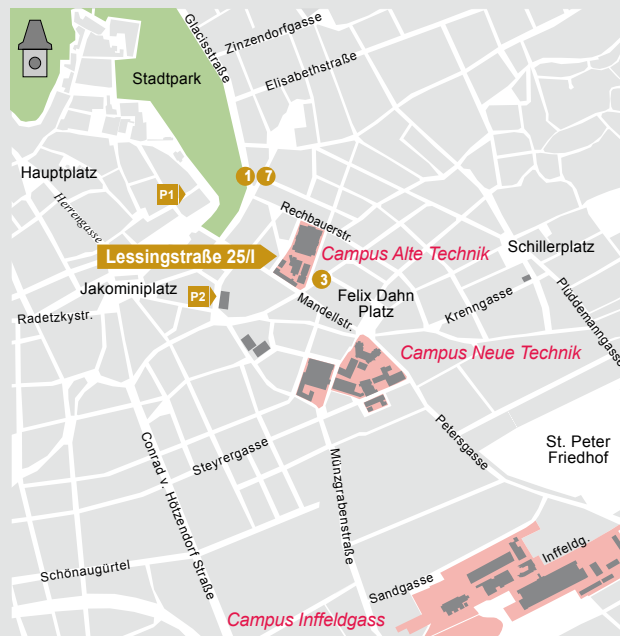 Glacisstraße
Zinzendorfgasse
Stadtpark
Elisabethstraße
Hauptplatz
1
7
P1
Herrengasse
Rechbauerstr.
Lessingstraße 25/I
Campus Alte Technik
Schillerplatz
3
Jakominiplatz
P2
Felix Dahn
Platz
Mandellstr.
Krenngasse
Plüddemanngasse
Radetzkystr.
Campus Neue Technik
Petersgasse
St. Peter
Friedhof
Steyrergasse
Münzgrabenstraße
Conrad v. Hötzendorf Straße
Inffeldg.
Schönaugürtel
Sandgasse
Campus Inffeldgass